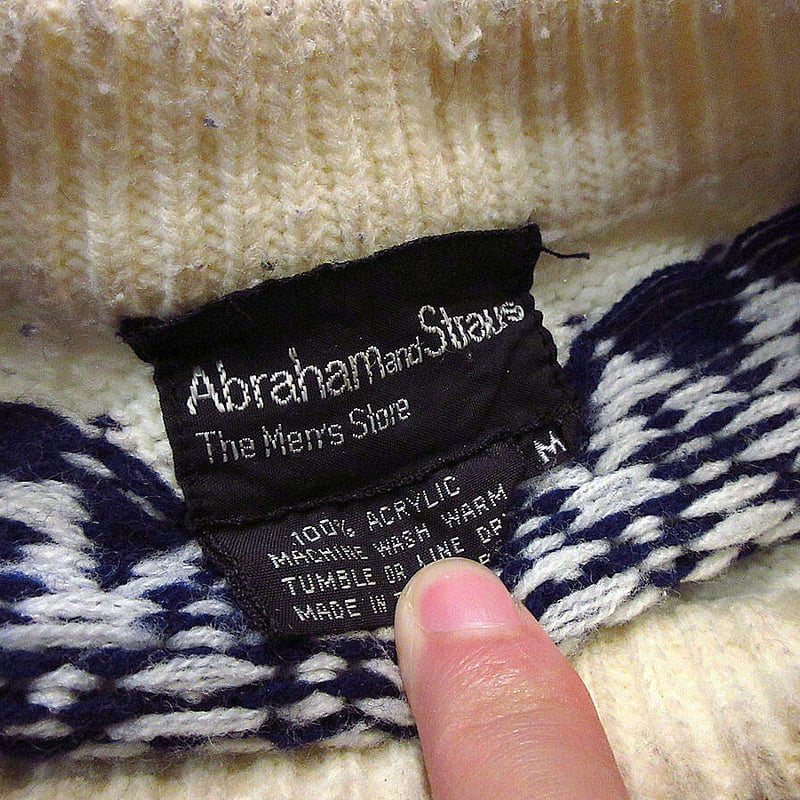 Abraham and Straus
The Men's Store
M
100% ACRYLIC
MACHINE WASH WARM
TUMBLE OR LINE
MADE IN